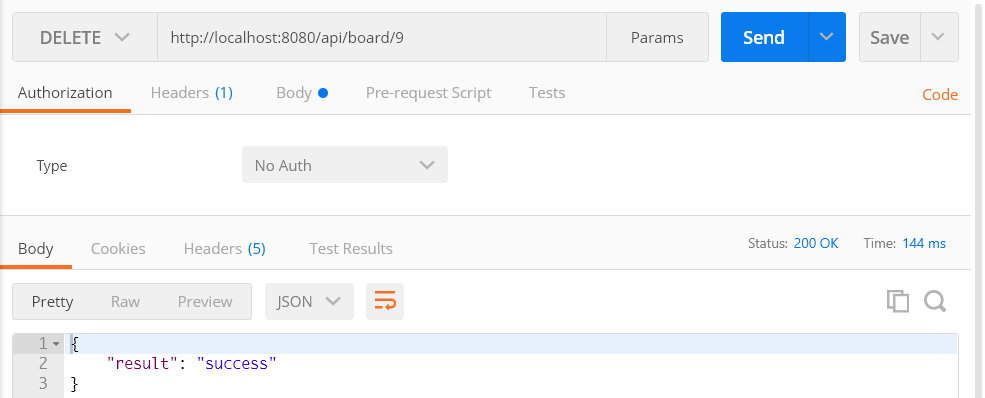 DELETE http://localhost:8080/api/board/9 Params Send Save
Authorization Headers (1) Body Pre-request Script Tests Code
Type No Auth
Body Cookies Headers (5) Test Results Status: 200 OK Time: 144 ms
Pretty Raw Preview JSON
1 {
2 "result": "success"
3 }